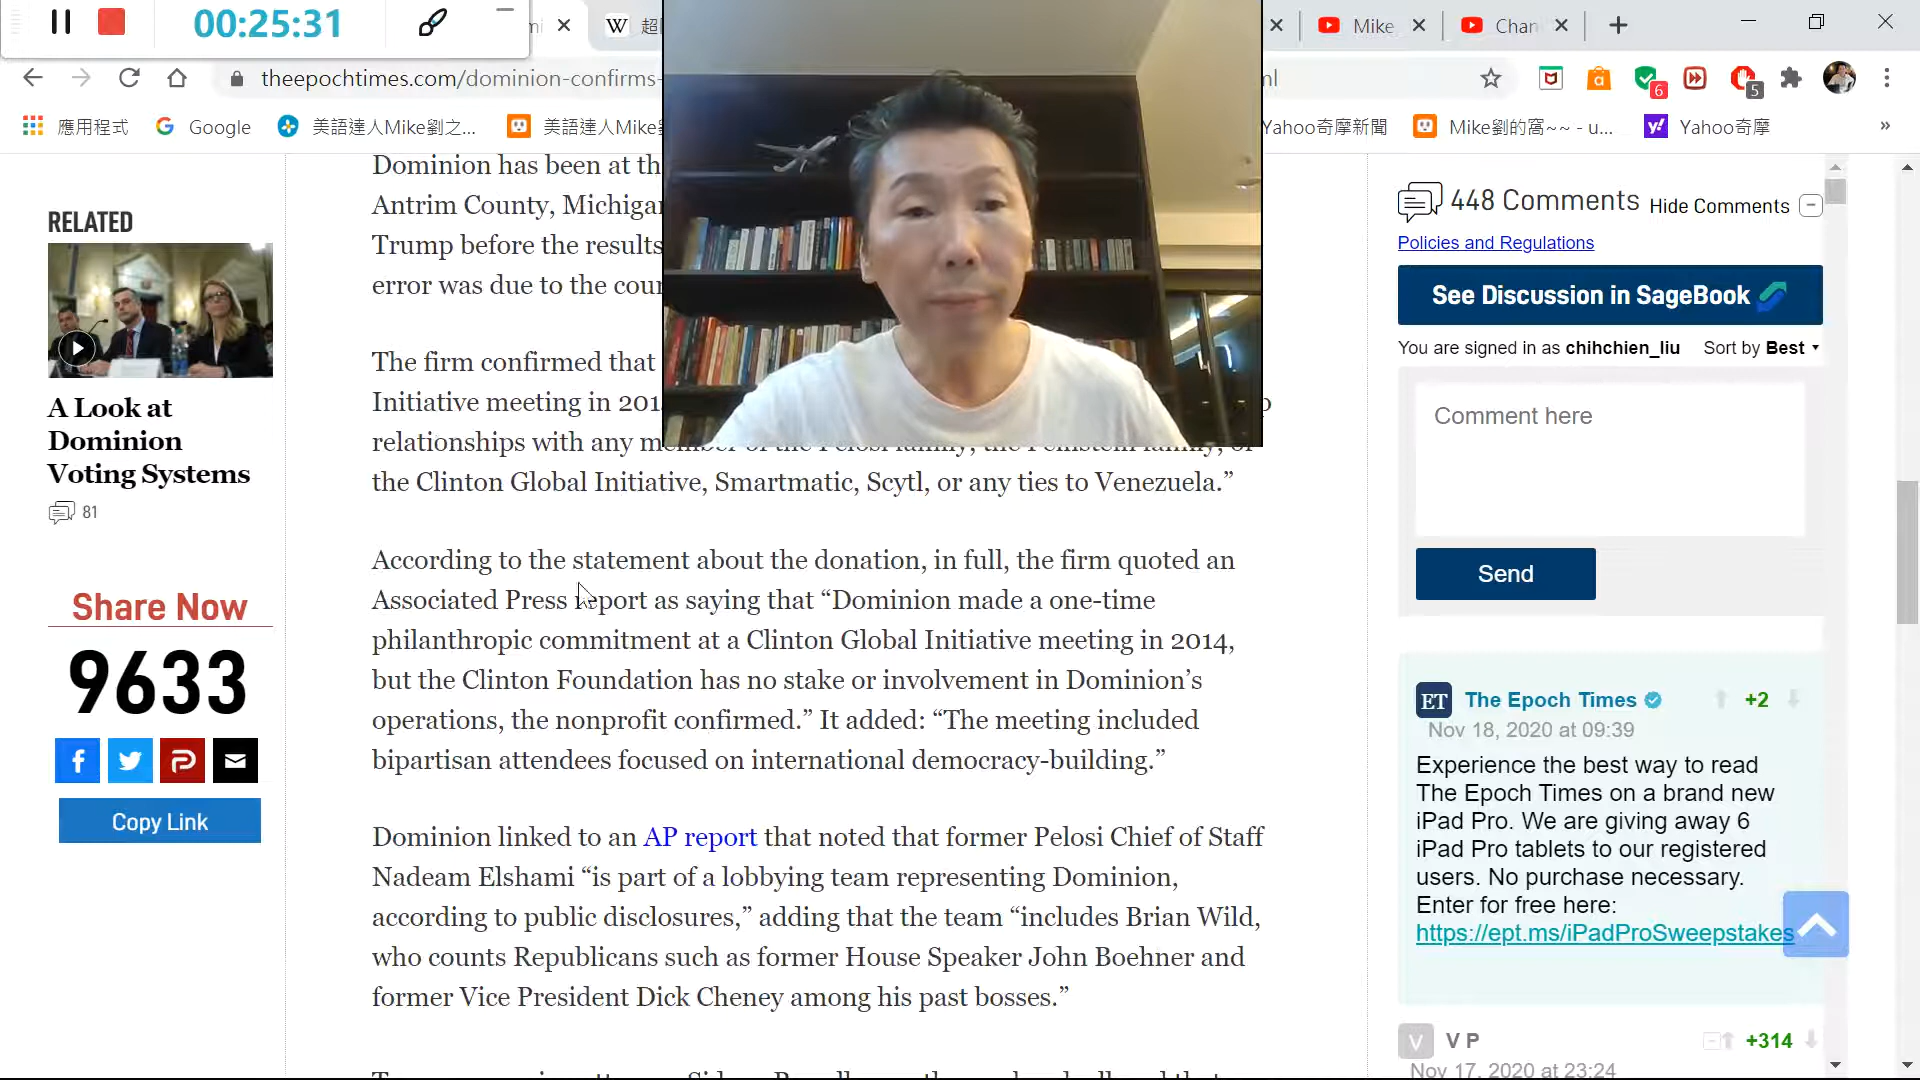 00:25:31
超
Mike
Chan
theepochtimes.com/dominion-confirms-
ml
6
5
應用程式
Google
美語達人Mike劉之...
美語達人Mike
Yahoo奇摩新聞
Mike劉的窩~~ - u...
Yahoo奇摩
»
RELATED
A Look at
Dominion
Voting Systems
81
Share Now
9633
Copy Link
Dominion has been at th
Antrim County, Michigan
Trump before the results
error was due to the cou
The firm confirmed that
Initiative meeting in 201
relationships with any member of the Pelosi family, the Feinstein family, or
the Clinton Global Initiative, Smartmatic, Scytl, or any ties to Venezuela.”
According to the statement about the donation, in full, the firm quoted an
Associated Press report as saying that “Dominion made a one-time
philanthropic commitment at a Clinton Global Initiative meeting in 2014,
but the Clinton Foundation has no stake or involvement in Dominion’s
operations, the nonprofit confirmed.” It added: “The meeting included
bipartisan attendees focused on international democracy-building.”
Dominion linked to an AP report that noted that former Pelosi Chief of Staff
Nadeam Elshami “is part of a lobbying team representing Dominion,
according to public disclosures,” adding that the team “includes Brian Wild,
who counts Republicans such as former House Speaker John Boehner and
former Vice President Dick Cheney among his past bosses.”
448 Comments Hide Comments
Policies and Regulations
See Discussion in SageBook
You are signed in as chihchien_liu Sort by Best
Comment here
Send
ET The Epoch Times +2
Nov 18, 2020 at 09:39
Experience the best way to read
The Epoch Times on a brand new
iPad Pro. We are giving away 6
iPad Pro tablets to our registered
users. No purchase necessary.
Enter for free here:
https://ept.ms/iPadProSweepstakes
V V P +314
Nov 17, 2020 at 23:24